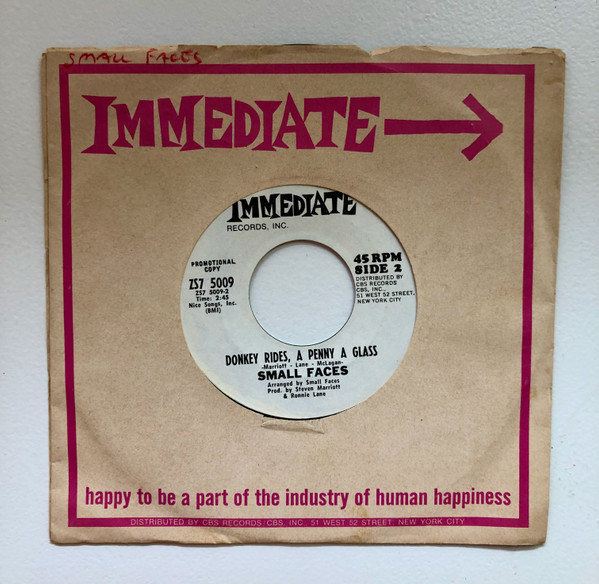 SMALL FACES
IMMEDIATE
IMMEDIATE
RECORDS, INC.
PROMOTIONAL
COPY
ZS7 5009
ZS7 5009-2
Time: 2:45
Nice Songs, Inc.
(BMI)
45 RPM
SIDE 2
DISTRIBUTED BY
CBS RECORDS
CBS, INC.,
51 WEST 52 STREET,
NEW YORK CITY
DONKEY RIDES, A PENNY A GLASS
-Marriott - Lane - McLagan-
SMALL FACES
Arranged by Small Faces
Prod. by Steven Marriott
& Ronnie Lane
happy to be a part of the industry of human happiness
DISTRIBUTED BY CBS RECORDS/CBS, INC., 51 WEST 52 STREET, NEW YORK CITY